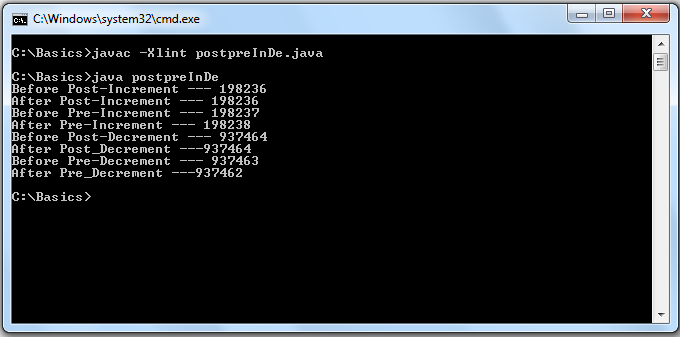 C:\Windows\system32\cmd.exe
C:\Basics>javac -Xlint postpreInDe.java
C:\Basics>java postpreInDe
Before Post-Increment --- 198236
After Post-Increment --- 198236
Before Pre-Increment --- 198237
After Pre-Increment --- 198238
Before Post-Decrement --- 937464
After Post_Decrement ---937464
Before Pre-Decrement --- 937463
After Pre_Decrement ---937462
C:\Basics>